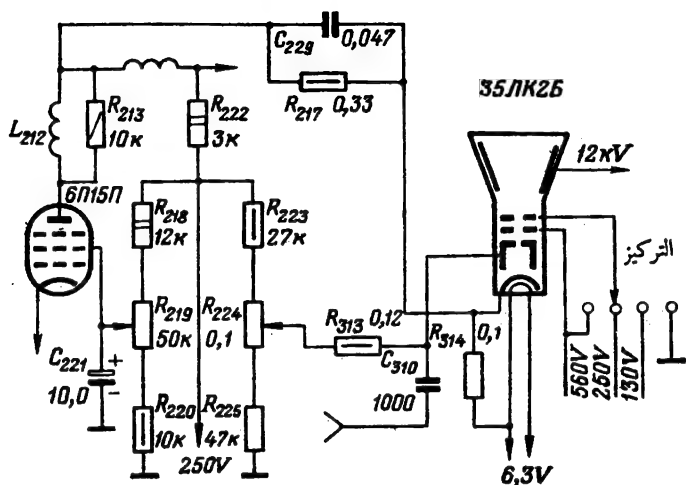 C229
0,047
R217
0,33
L212
R213
10к
R222
3к
35ЛК2Б
12кV
6П15П
R218
12к
R223
27к
التركيز
R219
50к
R224
0,1
R313 0,12
R314
0,1
C221
10,0
+
−
C310
1000
560V
250V
130V
R220
10к
R225
47к
250V
6,3V